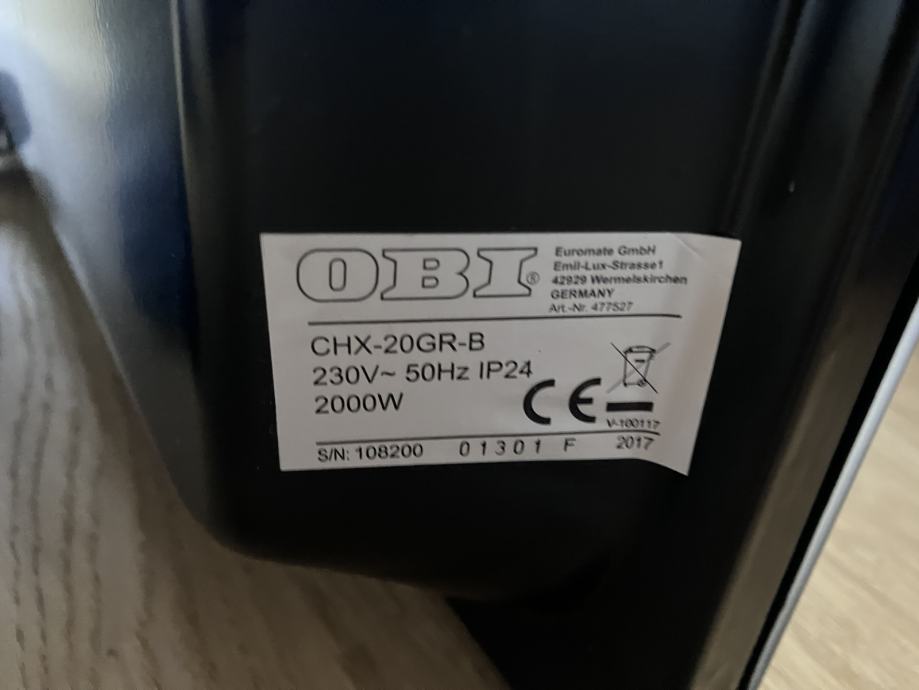 OBI®
Euromate GmbH
Emil-Lux-Strasse1
42929 Wermelskirchen
GERMANY
Art.-Nr. 477527
CHX-20GR-B
230V~ 50Hz IP24
2000W
CE
V-100117
S/N: 108200 01301 F 2017